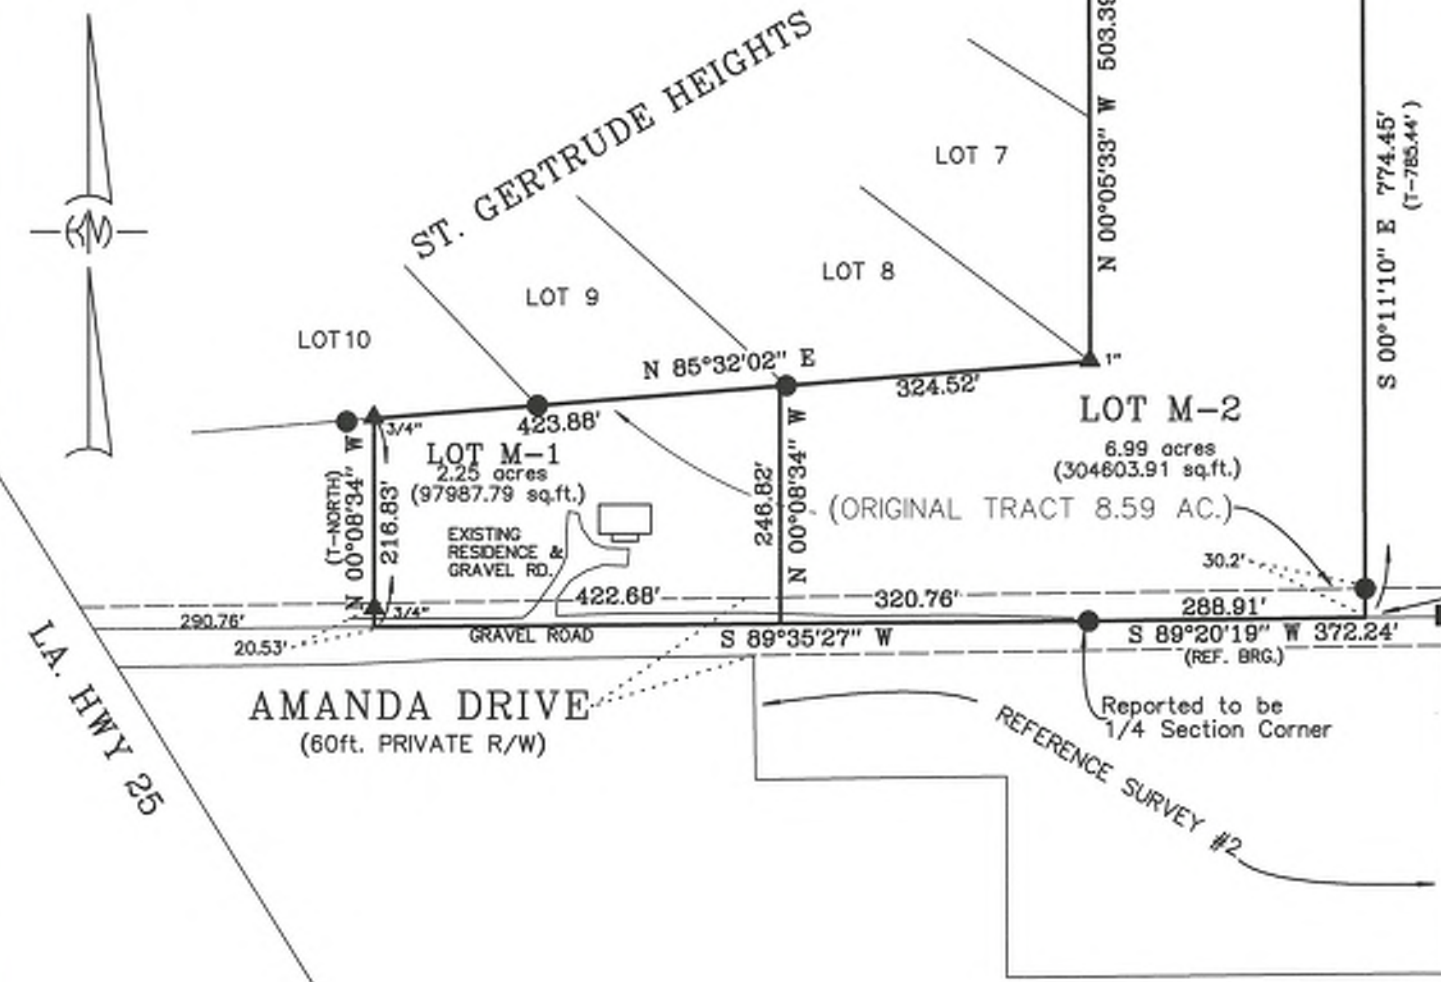 ST. GERTRUDE HEIGHTS
N 00°05'33" W 503.39
S 00°11'10" E 774.45'
(T-785.44')
LOT 7
LOT 8
LOT 9
LOT10
N 85°32'02" E
324.52'
1"
423.88'
3/4"
LOT M-1
2.25 acres
(97987.79 sq.ft.)
LOT M-2
6.99 acres
(304603.91 sq.ft.)
(ORIGINAL TRACT 8.59 AC.)
(T-NORTH)
N 00°08'34" W
216.83'
EXISTING
RESIDENCE &
GRAVEL RD.
246.82'
N 00°08'34" W
30.2'
3/4"
422.68'
320.76'
288.91'
290.76'
20.53'
GRAVEL ROAD
S 89°35'27" W
S 89°20'19" W 372.24'
(REF. BRG.)
AMANDA DRIVE
(60ft. PRIVATE R/W)
LA. HWY 25
Reported to be
1/4 Section Corner
REFERENCE SURVEY #2